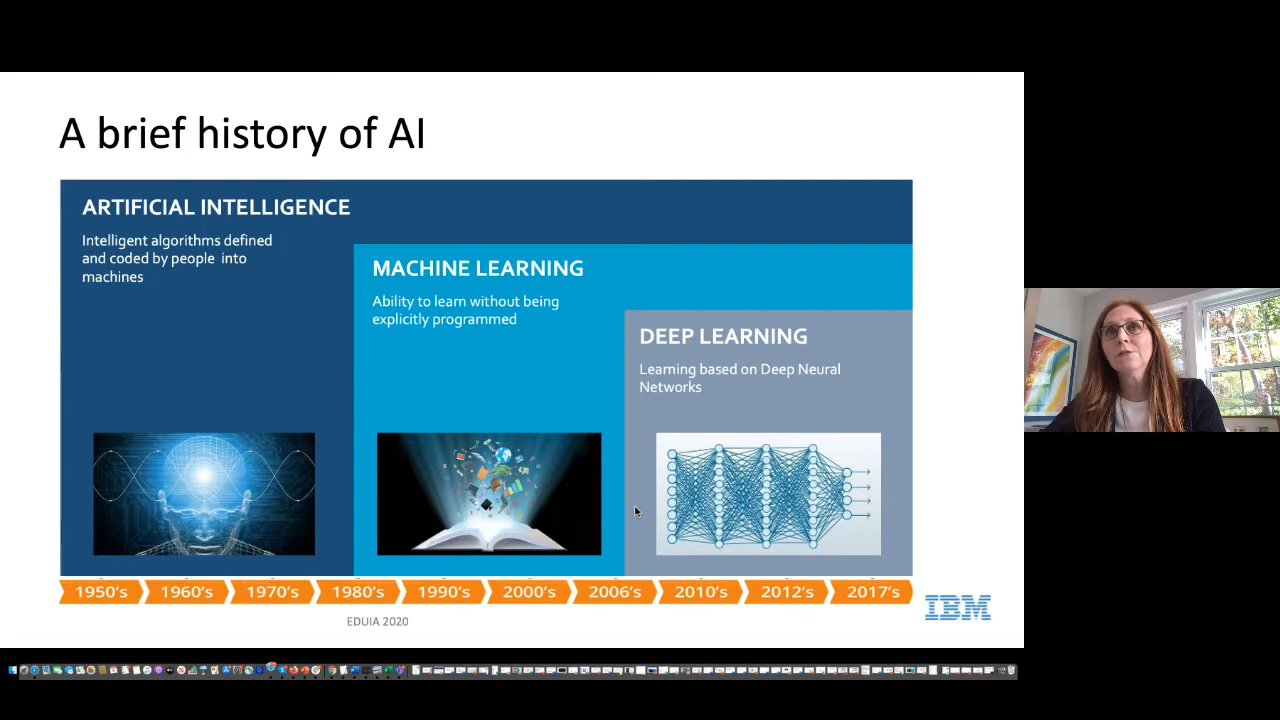 A brief history of AI
ARTIFICIAL INTELLIGENCE
Intelligent algorithms defined
and coded by people into
machines
MACHINE LEARNING
Ability to learn without being
explicitly programmed
DEEP LEARNING
Learning based on Deep Neural
Networks
1950's 1960's 1970's 1980's 1990's 2000's 2006's 2010's 2012's 2017's
EDUIA 2020
IBM